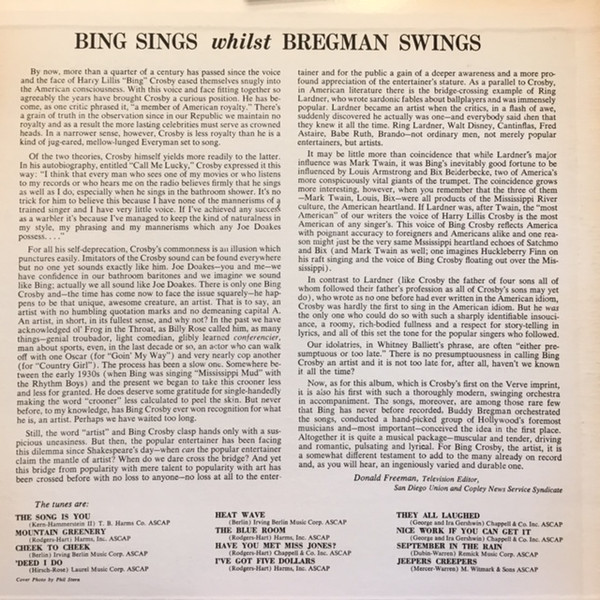 BING SINGS whilst BREGMAN SWINGS
By now, more than a quarter of a century has passed since the voice
and the face of Harry Lillis "Bing" Crosby eased themselves snugly into
the American consciousness. With this voice and face fitting together so
agreeably the years have brought Crosby a curious position. He has be-
come, as one critic phrased it, "a member of American royalty." There's
a grain of truth in the observation since in our Republic we maintain no
royalty and as a result the more lasting celebrities must serve as crowned
heads. In a narrower sense, however, Crosby is less royalty than he is a
kind of jug-eared, mellow-lunged Everyman set to song.
Of the two theories, Crosby himself yields more readily to the latter.
In his autobiography, entitled "Call Me Lucky," Crosby expressed it this
way: "I think that every man who sees one of my movies or who listens
to my records or who hears me on the radio believes firmly that he sings
as well as I do, especially when he sings in the bathroom shower. It's no
trick for him to believe this because I have none of the mannerisms of a
trained singer and I have very little voice. If I've achieved any success
as a warbler it's because I've managed to keep the kind of naturalness in
my style, my phrasing and my mannerisms which any Joe Doakes
possess. . . ."
For all his self-deprecation, Crosby's commonness is an illusion which
punctures easily. Imitators of the Crosby sound can be found everywhere
but no one yet sounds exactly like him. Joe Doakes—you and me—we
have confidence in our bathroom baritones and we imagine we sound
like Bing; actually we all sound like Joe Doakes. There is only one Bing
Crosby and—the time has come now to face the issue squarely—he hap-
pens to be that unique, awesome creature, an artist. That is to say, an
artist with no humbling quotation marks and no demeaning capital A.
An artist, in short, in its fullest sense, and why not? In the past we have
acknowledged ol' Frog in the Throat, as Billy Rose called him, as many
things—genial troubadour, light comedian, glibly learned conferencier,
man about sports, even, in the last decade or so, an actor who can walk
off with one Oscar (for "Goin' My Way") and very nearly cop another
(for "Country Girl"). The process has been a slow one. Somewhere be-
tween the early 1930s (when Bing was singing "Mississippi Mud" with
the Rhythm Boys) and the present we began to take this crooner less
and less for granted. He does deserve some gratitude for single-handedly
making the word "crooner" less calculated to peel the skin. But never
before, to my knowledge, has Bing Crosby ever won recognition for what
he is, an artist. Perhaps we have waited too long.
Still, the word "artist" and Bing Crosby clasp hands only with a sus-
picious uneasiness. But then, the popular entertainer has been facing
this dilemma since Shakespeare's day—when can the popular entertainer
claim the mantle of artist? When do we dare cross the bridge? And yet
this bridge from popularity with mere talent to popularity with art has
been crossed before with no loss to anyone—no loss at all to the enter-
tainer and for the public a gain of a deeper awareness and a more pro-
found appreciation of the entertainer's stature. As a parallel to Crosby,
in American literature there is the bridge-crossing example of Ring
Lardner, who wrote sardonic fables about ballplayers and was immensely
popular. Lardner became an artist when the critics, in a flash of awe,
suddenly discovered he actually was one—and everybody said then that
they knew it all the time. Ring Lardner, Walt Disney, Cantinflas, Fred
Astaire, Babe Ruth, Brando—not ordinary men, not merely popular
entertainers, but artists.
It may be little more than coincidence that while Lardner's major
influence was Mark Twain, it was Bing's inevitably good fortune to be
influenced by Louis Armstrong and Bix Beiderbecke, two of America's
more conspicuously vital giants of the trumpet. The coincidence grows
more interesting, however, when you remember that the three of them
—Mark Twain, Louis, Bix—were all products of the Mississippi River
culture, the American heartland. If Lardner was, after Twain, the "most
American" of our writers the voice of Harry Lillis Crosby is the most
American of any singer's. This voice of Bing Crosby reflects America
with poignant accuracy to foreigners and Americans alike and one rea-
son might just be the very same Mississippi heartland echoes of Satchmo
and Bix (and Mark Twain as well; one imagines Huckleberry Finn on
his raft singing and the voice of Bing Crosby floating out over the Mis-
sissippi).
In contrast to Lardner (like Crosby the father of four sons all of
whom followed their father's profession as all of Crosby's sons may yet
do), who wrote as no one before had ever written in the American idiom,
Crosby was hardly the first to sing in the American idiom. But he was
the only one who could do so with such a sharply identifiable insouci-
ance, a roomy, rich-bodied fullness and a respect for story-telling in
lyrics, and all of this set the tone for the popular singers who followed.
Our idolatries, in Whitney Balliett's phrase, are often "either pre-
sumptuous or too late." There is no presumptuousness in calling Bing
Crosby an artist and it is not too late for, after all, haven't we known
it all the time?
Now, as for this album, which is Crosby's first on the Verve imprint,
it is also his first with such a thoroughly modern, swinging orchestra
in accompaniment. The songs, moreover, are among those rare few
that Bing has never before recorded. Buddy Bregman orchestrated
the songs, conducted a hand-picked group of Hollywood's foremost
musicians and—most important—conceived the idea in the first place.
Altogether it is quite a musical package—muscular and tender, driving
and romantic, pulsating and lyrical. For Bing Crosby, the artist, it is
a somewhat different testament to add to the many already on record
and, as you will hear, an ingeniously varied and durable one.
Donald Freeman, Television Editor,
San Diego Union and Copley News Service Syndicate
The tunes are:
THE SONG IS YOU
(Kern-Hammerstein II) T. B. Harms Co. ASCAP
MOUNTAIN GREENERY
(Rodgers-Hart) Harms, Inc. ASCAP
CHEEK TO CHEEK
(Berlin) Irving Berlin Music Corp. ASCAP
'DEED I DO
(Hirsch-Rose) Laurel Music Corp. ASCAP
Cover Photo by Phil Stern
HEAT WAVE
(Berlin) Irving Berlin Music Corp. ASCAP
THE BLUE ROOM
(Rodgers-Hart) Harms, Inc. ASCAP
HAVE YOU MET MISS JONES?
(Rodgers-Hart) Chappell & Co. Inc. ASCAP
I'VE GOT FIVE DOLLARS
(Rodgers-Hart) Harms, Inc. ASCAP
THEY ALL LAUGHED
(George and Ira Gershwin) Chappell & Co. Inc. ASCAP
NICE WORK IF YOU CAN GET IT
(George and Ira Gershwin) Chappell & Co. Inc. ASCAP
SEPTEMBER IN THE RAIN
(Dubin-Warren) Remick Music Corp. ASCAP
JEEPERS CREEPERS
(Mercer-Warren) M. Witmark & Sons ASCAP